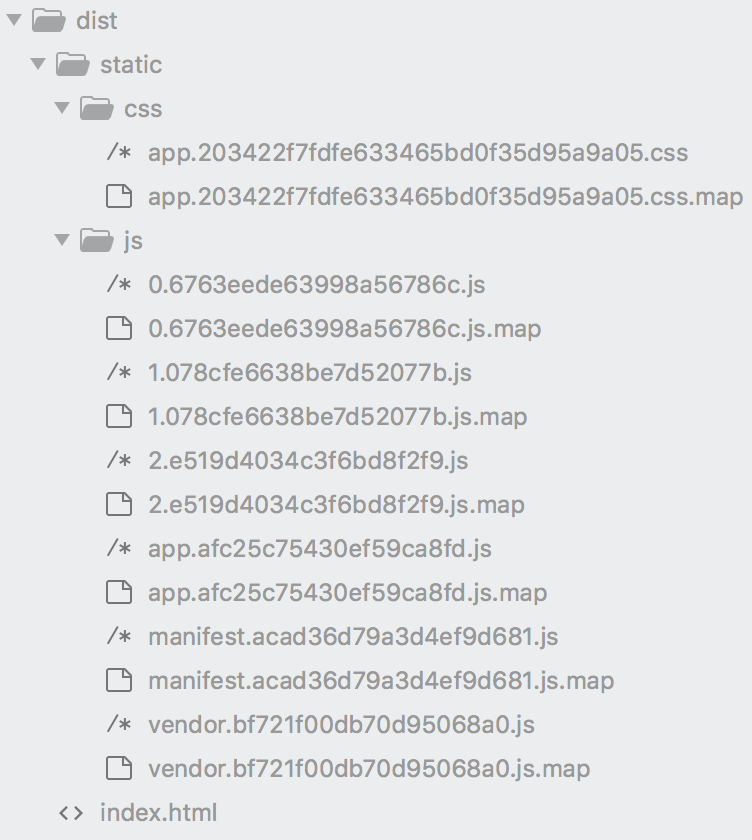 dist
static
css
/* app.203422f7fdfe633465bd0f35d95a9a05.css
app.203422f7fdfe633465bd0f35d95a9a05.css.map
js
/* 0.6763eede63998a56786c.js
0.6763eede63998a56786c.js.map
/* 1.078cfe6638be7d52077b.js
1.078cfe6638be7d52077b.js.map
/* 2.e519d4034c3f6bd8f2f9.js
2.e519d4034c3f6bd8f2f9.js.map
/* app.afc25c75430ef59ca8fd.js
app.afc25c75430ef59ca8fd.js.map
/* manifest.acad36d79a3d4ef9d681.js
manifest.acad36d79a3d4ef9d681.js.map
/* vendor.bf721f00db70d95068a0.js
vendor.bf721f00db70d95068a0.js.map
<> index.html